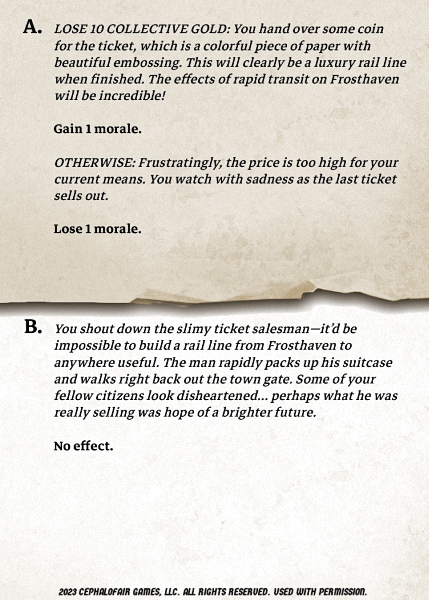 A. LOSE 10 COLLECTIVE GOLD: You hand over some coin
for the ticket, which is a colorful piece of paper with
beautiful embossing. This will clearly be a luxury rail line
when finished. The effects of rapid transit on Frosthaven
will be incredible!
Gain 1 morale.
OTHERWISE: Frustratingly, the price is too high for your
current means. You watch with sadness as the last ticket
sells out.
Lose 1 morale.
B. You shout down the slimy ticket salesman—it'd be
impossible to build a rail line from Frosthaven to
anywhere useful. The man rapidly packs up his suitcase
and walks right back out the town gate. Some of your
fellow citizens look disheartened... perhaps what he was
really selling was hope of a brighter future.
No effect.
2023 CEPHALOFAIR GAMES, LLC. ALL RIGHTS RESERVED. USED WITH PERMISSION.